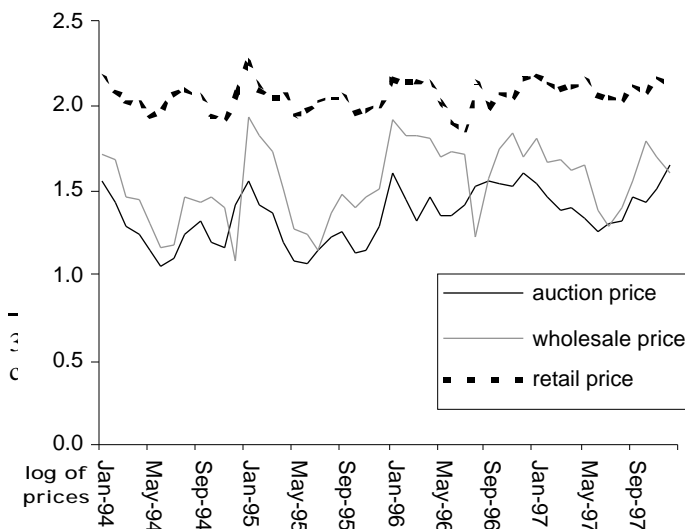 2.5
2.0
1.5
1.0
0.5
0.0
auction price
wholesale price
retail price
log of
prices
Jan-94
May-94
Sep-94
Jan-95
May-95
Sep-95
Jan-96
May-96
Sep-96
Jan-97
May-97
Sep-97